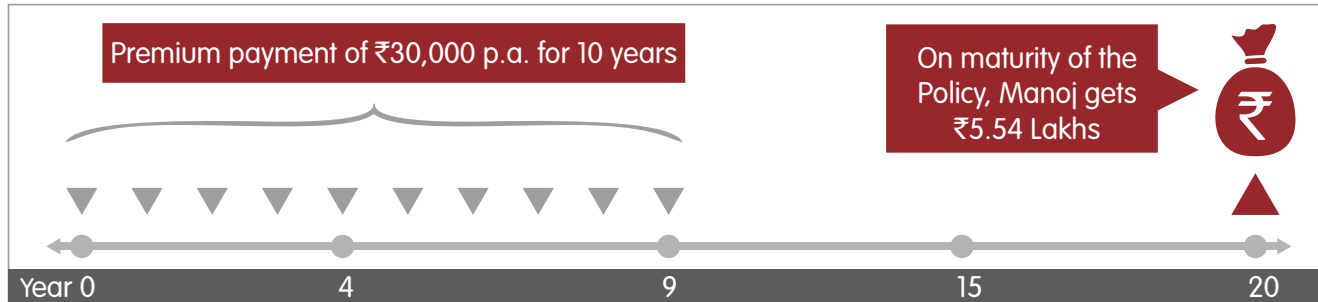 Premium payment of ₹30,000 p.a. for 10 years
On maturity of the
Policy, Manoj gets
₹5.54 Lakhs
₹
Year 0 4 9 15 20